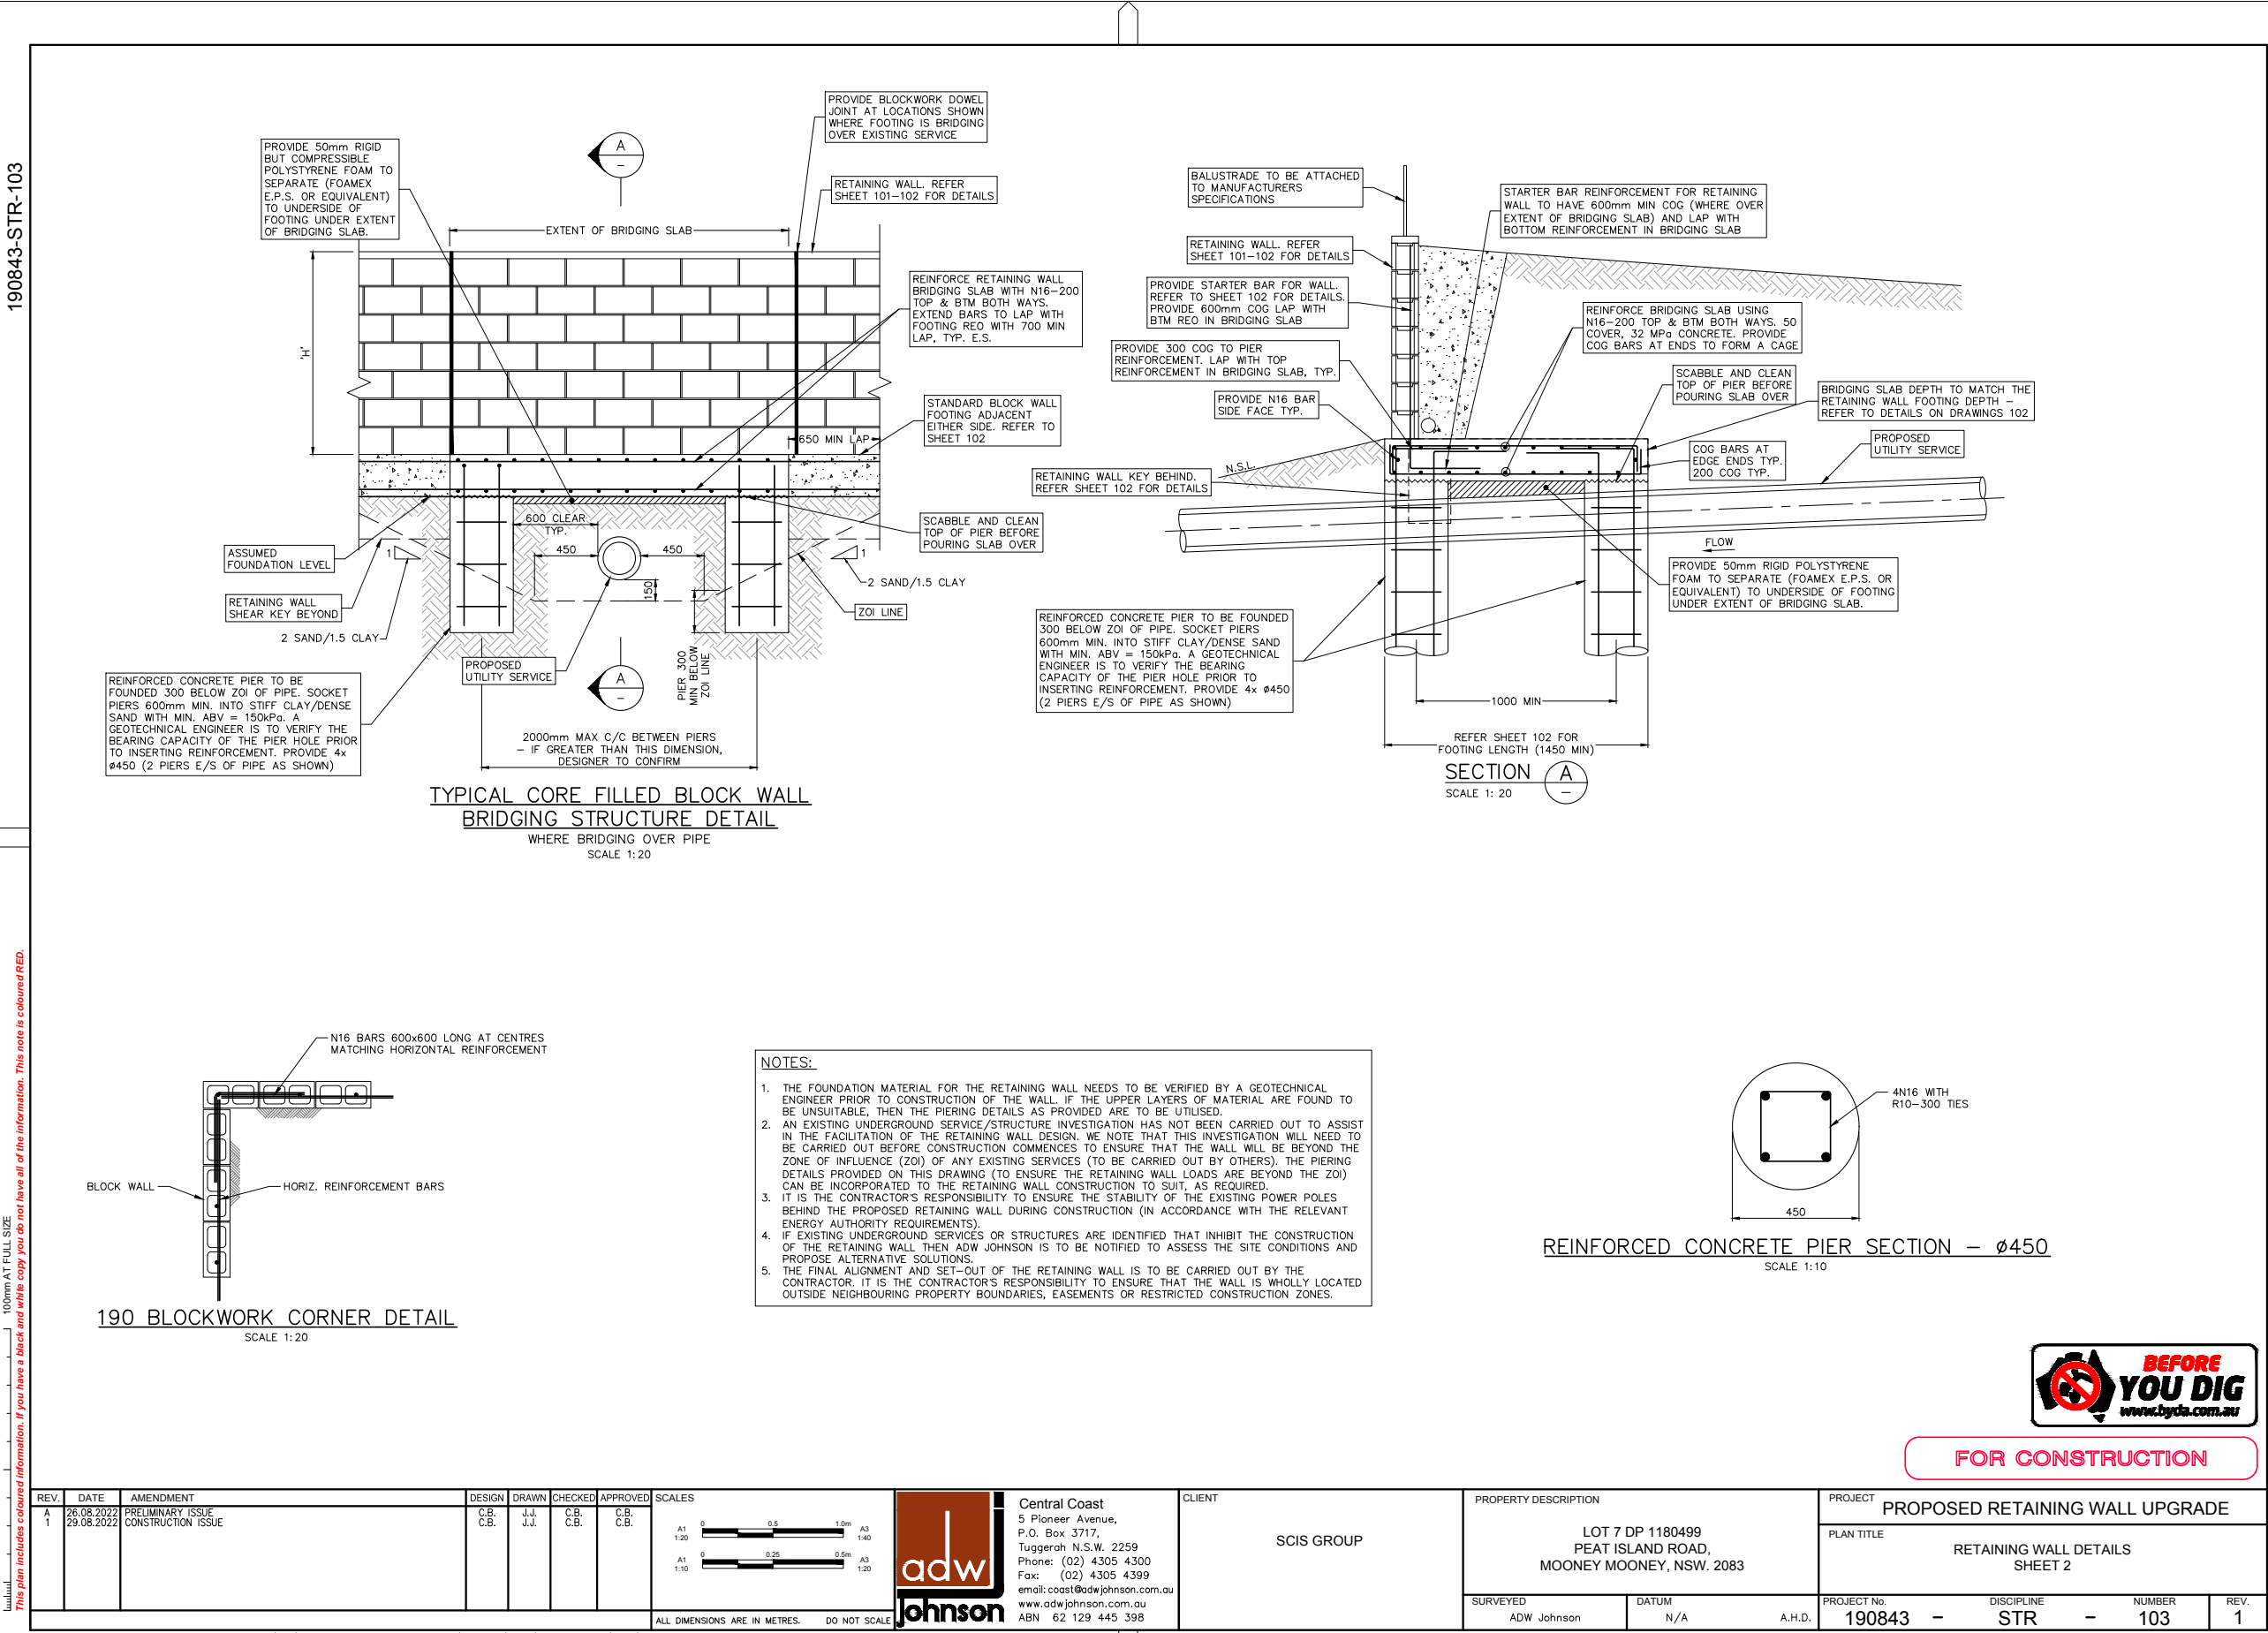 190843-STR-103
PROVIDE 50mm RIGID
BUT COMPRESSIBLE
POLYSTYRENE FOAM TO
SEPARATE (FOAMEX
E.P.S. OR EQUIVALENT)
TO UNDERSIDE OF
FOOTING UNDER EXTENT
OF BRIDGING SLAB.
A
–
PROVIDE BLOCKWORK DOWEL
JOINT AT LOCATIONS SHOWN
WHERE FOOTING IS BRIDGING
OVER EXISTING SERVICE
RETAINING WALL. REFER
SHEET 101–102 FOR DETAILS
EXTENT OF BRIDGING SLAB
REINFORCE RETAINING WALL
BRIDGING SLAB WITH N16–200
TOP & BTM BOTH WAYS.
EXTEND BARS TO LAP WITH
FOOTING REO WITH 700 MIN
LAP, TYP. E.S.
'H'
STANDARD BLOCK WALL
FOOTING ADJACENT
EITHER SIDE. REFER TO
SHEET 102
650 MIN LAP
600 CLEAR
TYP.
450
450
150
1
1
SCABBLE AND CLEAN
TOP OF PIER BEFORE
POURING SLAB OVER
ASSUMED
FOUNDATION LEVEL
2 SAND/1.5 CLAY
RETAINING WALL
SHEAR KEY BEYOND
ZOI LINE
2 SAND/1.5 CLAY
PROPOSED
UTILITY SERVICE
PIER 300
MIN BELOW
ZOI LINE
A
–
REINFORCED CONCRETE PIER TO BE
FOUNDED 300 BELOW ZOI OF PIPE. SOCKET
PIERS 600mm MIN. INTO STIFF CLAY/DENSE
SAND WITH MIN. ABV = 150kPa. A
GEOTECHNICAL ENGINEER IS TO VERIFY THE
BEARING CAPACITY OF THE PIER HOLE PRIOR
TO INSERTING REINFORCEMENT. PROVIDE 4x
ø450 (2 PIERS E/S OF PIPE AS SHOWN)
2000mm MAX C/C BETWEEN PIERS
– IF GREATER THAN THIS DIMENSION,
DESIGNER TO CONFIRM
TYPICAL CORE FILLED BLOCK WALL
BRIDGING STRUCTURE DETAIL
WHERE BRIDGING OVER PIPE
SCALE 1:20
BALUSTRADE TO BE ATTACHED
TO MANUFACTURERS
SPECIFICATIONS
STARTER BAR REINFORCEMENT FOR RETAINING
WALL TO HAVE 600mm MIN COG (WHERE OVER
EXTENT OF BRIDGING SLAB) AND LAP WITH
BOTTOM REINFORCEMENT IN BRIDGING SLAB
RETAINING WALL. REFER
SHEET 101–102 FOR DETAILS
PROVIDE STARTER BAR FOR WALL.
REFER TO SHEET 102 FOR DETAILS.
PROVIDE 600mm COG LAP WITH
BTM REO IN BRIDGING SLAB
REINFORCE BRIDGING SLAB USING
N16–200 TOP & BTM BOTH WAYS. 50
COVER, 32 MPa CONCRETE. PROVIDE
COG BARS AT ENDS TO FORM A CAGE
PROVIDE 300 COG TO PIER
REINFORCEMENT. LAP WITH TOP
REINFORCEMENT IN BRIDGING SLAB, TYP.
SCABBLE AND CLEAN
TOP OF PIER BEFORE
POURING SLAB OVER
BRIDGING SLAB DEPTH TO MATCH THE
RETAINING WALL FOOTING DEPTH –
REFER TO DETAILS ON DRAWINGS 102
PROVIDE N16 BAR
SIDE FACE TYP.
PROPOSED
UTILITY SERVICE
COG BARS AT
EDGE ENDS TYP.
200 COG TYP.
N.S.L.
RETAINING WALL KEY BEHIND.
REFER SHEET 102 FOR DETAILS
FLOW
PROVIDE 50mm RIGID POLYSTYRENE
FOAM TO SEPARATE (FOAMEX E.P.S. OR
EQUIVALENT) TO UNDERSIDE OF FOOTING
UNDER EXTENT OF BRIDGING SLAB.
REINFORCED CONCRETE PIER TO BE FOUNDED
300 BELOW ZOI OF PIPE. SOCKET PIERS
600mm MIN. INTO STIFF CLAY/DENSE SAND
WITH MIN. ABV = 150kPa. A GEOTECHNICAL
ENGINEER IS TO VERIFY THE BEARING
CAPACITY OF THE PIER HOLE PRIOR TO
INSERTING REINFORCEMENT. PROVIDE 4x ø450
(2 PIERS E/S OF PIPE AS SHOWN)
1000 MIN
REFER SHEET 102 FOR
FOOTING LENGTH (1450 MIN)
SECTION A
–
SCALE 1: 20
N16 BARS 600x600 LONG AT CENTRES
MATCHING HORIZONTAL REINFORCEMENT
BLOCK WALL
HORIZ. REINFORCEMENT BARS
190 BLOCKWORK CORNER DETAIL
SCALE 1:20
NOTES:
1. THE FOUNDATION MATERIAL FOR THE RETAINING WALL NEEDS TO BE VERIFIED BY A GEOTECHNICAL
ENGINEER PRIOR TO CONSTRUCTION OF THE WALL. IF THE UPPER LAYERS OF MATERIAL ARE FOUND TO
BE UNSUITABLE, THEN THE PIERING DETAILS AS PROVIDED ARE TO BE UTILISED.
2. AN EXISTING UNDERGROUND SERVICE/STRUCTURE INVESTIGATION HAS NOT BEEN CARRIED OUT TO ASSIST
IN THE FACILITATION OF THE RETAINING WALL DESIGN. WE NOTE THAT THIS INVESTIGATION WILL NEED TO
BE CARRIED OUT BEFORE CONSTRUCTION COMMENCES TO ENSURE THAT THE WALL WILL BE BEYOND THE
ZONE OF INFLUENCE (ZOI) OF ANY EXISTING SERVICES (TO BE CARRIED OUT BY OTHERS). THE PIERING
DETAILS PROVIDED ON THIS DRAWING (TO ENSURE THE RETAINING WALL LOADS ARE BEYOND THE ZOI)
CAN BE INCORPORATED TO THE RETAINING WALL CONSTRUCTION TO SUIT, AS REQUIRED.
3. IT IS THE CONTRACTOR'S RESPONSIBILITY TO ENSURE THE STABILITY OF THE EXISTING POWER POLES
BEHIND THE PROPOSED RETAINING WALL DURING CONSTRUCTION (IN ACCORDANCE WITH THE RELEVANT
ENERGY AUTHORITY REQUIREMENTS).
4. IF EXISTING UNDERGROUND SERVICES OR STRUCTURES ARE IDENTIFIED THAT INHIBIT THE CONSTRUCTION
OF THE RETAINING WALL THEN ADW JOHNSON IS TO BE NOTIFIED TO ASSESS THE SITE CONDITIONS AND
PROPOSE ALTERNATIVE SOLUTIONS.
5. THE FINAL ALIGNMENT AND SET–OUT OF THE RETAINING WALL IS TO BE CARRIED OUT BY THE
CONTRACTOR. IT IS THE CONTRACTOR'S RESPONSIBILITY TO ENSURE THAT THE WALL IS WHOLLY LOCATED
OUTSIDE NEIGHBOURING PROPERTY BOUNDARIES, EASEMENTS OR RESTRICTED CONSTRUCTION ZONES.
4N16 WITH
R10–300 TIES
450
REINFORCED CONCRETE PIER SECTION – ø450
SCALE 1:10
BEFORE
YOU DIG
www.byda.com.au
FOR CONSTRUCTION
100mm AT FULL SIZE
This plan includes coloured information. If you have a black and white copy you do not have all of the information. This note is coloured RED.
REV. DATE AMENDMENT DESIGN DRAWN CHECKED APPROVED
A 26.08.2022 PRELIMINARY ISSUE C.B. J.J. C.B. C.B.
1 29.08.2022 CONSTRUCTION ISSUE C.B. J.J. C.B. C.B.
SCALES
0 0.5 1.0m
A1 1:20 A3 1:40
0 0.25 0.5m
A1 1:10 A3 1:20
ALL DIMENSIONS ARE IN METRES. DO NOT SCALE
adw
johnson
Central Coast
5 Pioneer Avenue,
P.O. Box 3717,
Tuggerah N.S.W. 2259
Phone: (02) 4305 4300
Fax: (02) 4305 4399
email: coast@adwjohnson.com.au
www.adwjohnson.com.au
ABN 62 129 445 398
CLIENT
SCIS GROUP
PROPERTY DESCRIPTION
LOT 7 DP 1180499
PEAT ISLAND ROAD,
MOONEY MOONEY, NSW. 2083
SURVEYED
ADW Johnson
DATUM
N/A A.H.D.
PROJECT
PROPOSED RETAINING WALL UPGRADE
PLAN TITLE
RETAINING WALL DETAILS
SHEET 2
PROJECT No. DISCIPLINE NUMBER REV.
190843 – STR – 103 1